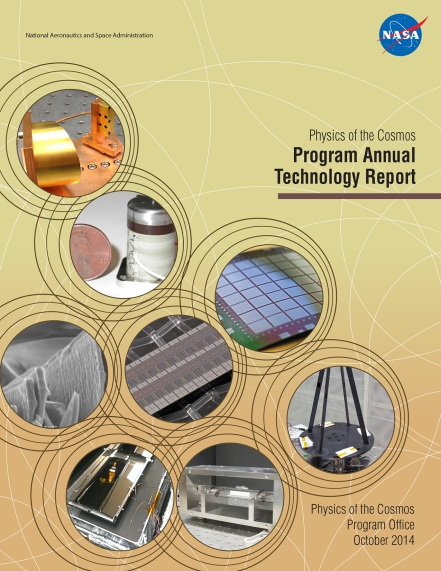 National Aeronautics and Space Administration
NASA
Physics of the Cosmos
Program Annual
Technology Report
Physics of the Cosmos
Program Office
October 2014